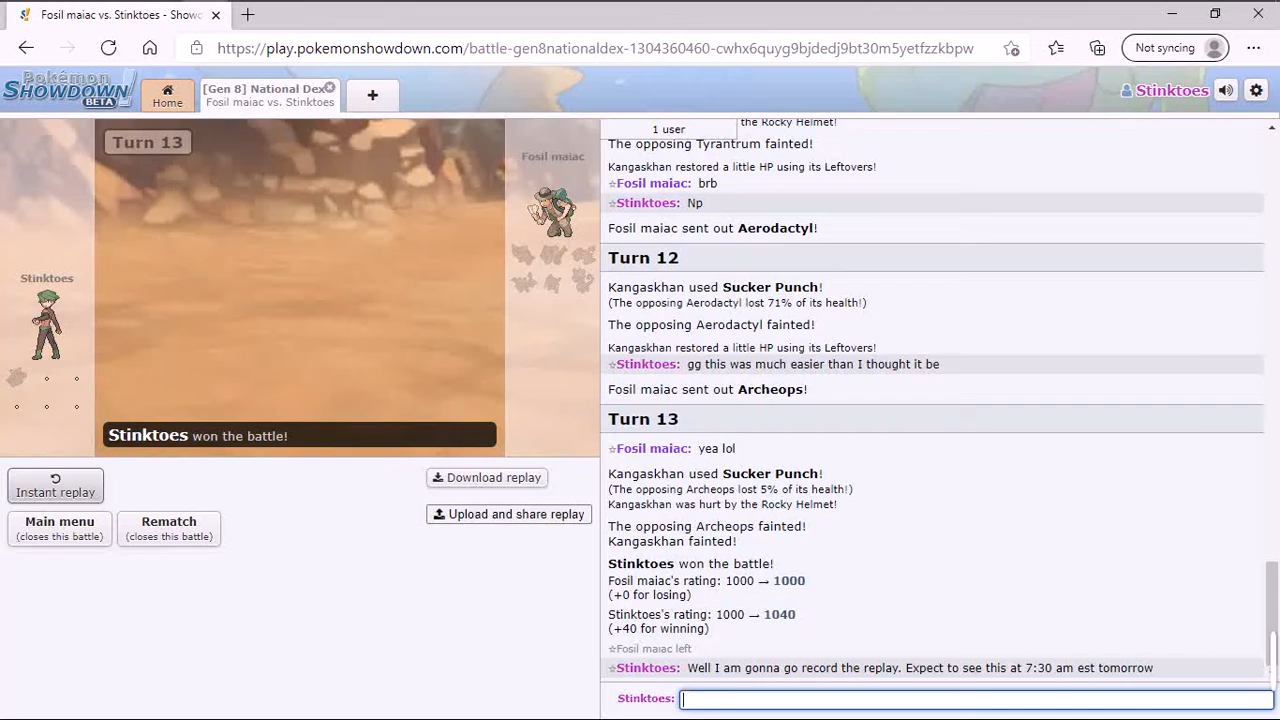 Fosil maiac vs. Stinktoes - Showc
https://play.pokemonshowdown.com/battle-gen8nationaldex-1304360460-cwhx6quyg9bjdedj9bt30m5yetfzzkbpw
Not syncing
Pokémon
SHOWDOWN
BETA
Home
[Gen 8] National Dex
Fosil maiac vs. Stinktoes
Stinktoes
Turn 13
Fosil maiac
Stinktoes
Stinktoes won the battle!
Instant replay
Download replay
Upload and share replay
Main menu
(closes this battle)
Rematch
(closes this battle)
1 user
the Rocky Helmet!
The opposing Tyrantrum fainted!
Kangaskhan restored a little HP using its Leftovers!
☆Fosil maiac: brb
☆Stinktoes: Np
Fosil maiac sent out Aerodactyl!
Turn 12
Kangaskhan used Sucker Punch!
(The opposing Aerodactyl lost 71% of its health!)
The opposing Aerodactyl fainted!
Kangaskhan restored a little HP using its Leftovers!
☆Stinktoes: gg this was much easier than I thought it be
Fosil maiac sent out Archeops!
Turn 13
☆Fosil maiac: yea lol
Kangaskhan used Sucker Punch!
(The opposing Archeops lost 5% of its health!)
Kangaskhan was hurt by the Rocky Helmet!
The opposing Archeops fainted!
Kangaskhan fainted!
Stinktoes won the battle!
Fosil maiac's rating: 1000 → 1000
(+0 for losing)
Stinktoes's rating: 1000 → 1040
(+40 for winning)
☆Fosil maiac left
☆Stinktoes: Well I am gonna go record the replay. Expect to see this at 7:30 am est tomorrow
Stinktoes: